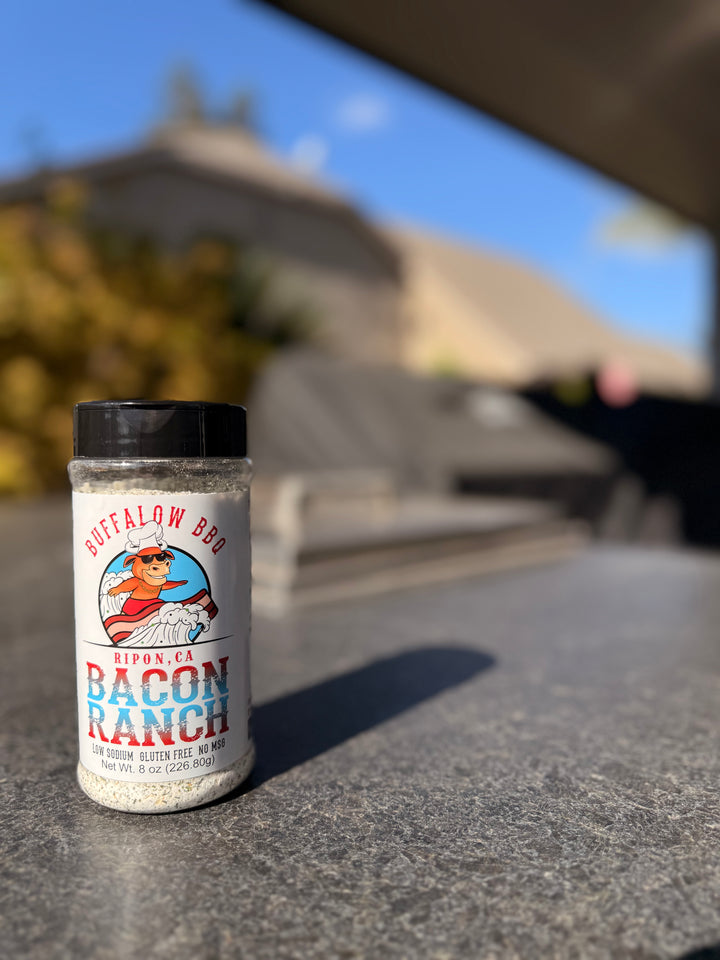 BUFFALOW BBQ
RIPON, CA
BACON
RANCH
LOW SODIUM GLUTEN FREE NO MSG
Net Wt. 8 oz (226.80g)